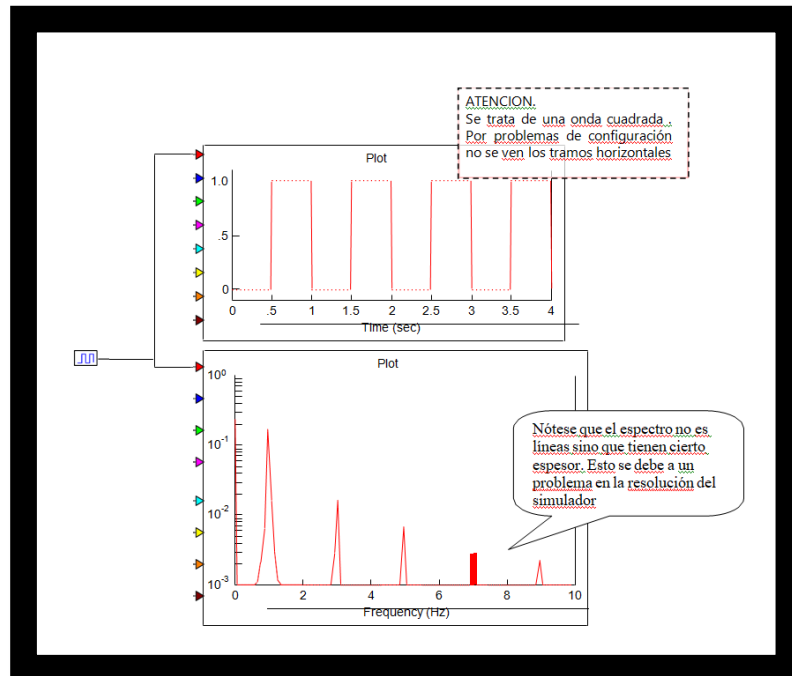 ATENCION.
Se trata de una onda cuadrada .
Por problemas de configuración
no se ven los tramos horizontales
Plot
1.0
.5
0
0 .5 1 1.5 2 2.5 3 3.5 4
Time (sec)
Plot
10⁰
10⁻¹
10⁻²
10⁻³
0 2 4 6 8 10
Frequency (Hz)
Nótese que el espectro no es
líneas sino que tienen cierto
espesor. Esto se debe a un
problema en la resolución del
simulador